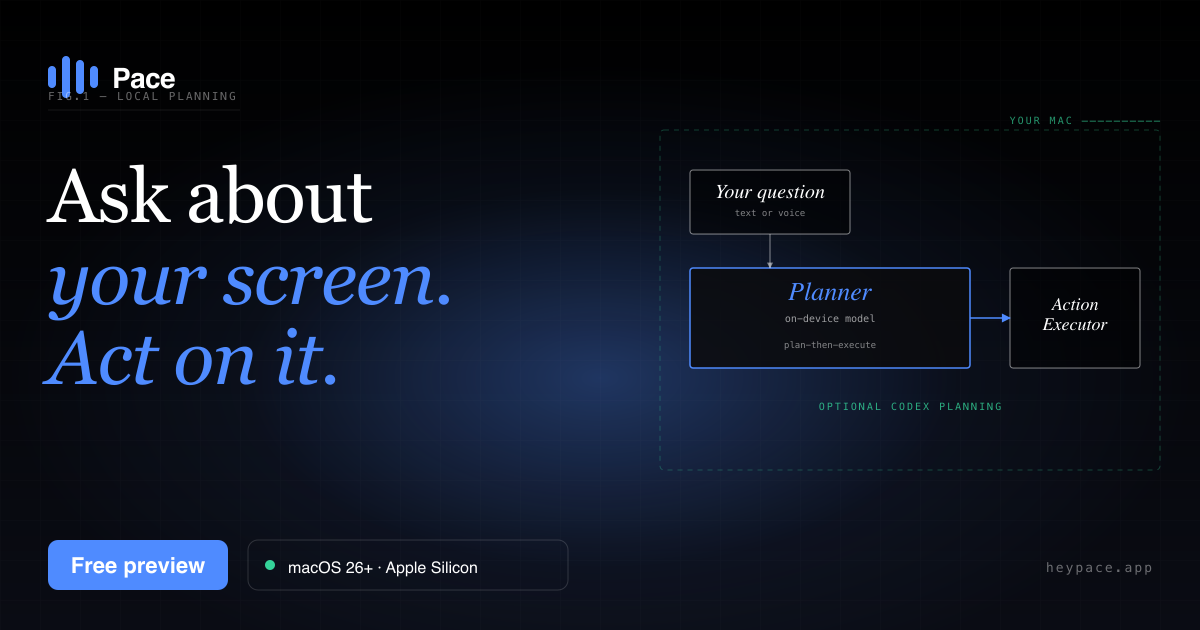 Pace
FIG.1 — LOCAL PLANNING
Ask about
your screen.
Act on it.
YOUR MAC
Your question
text or voice
Planner
on-device model
plan-then-execute
Action
Executor
OPTIONAL CODEX PLANNING
Free preview
macOS 26+ · Apple Silicon
heypace.app